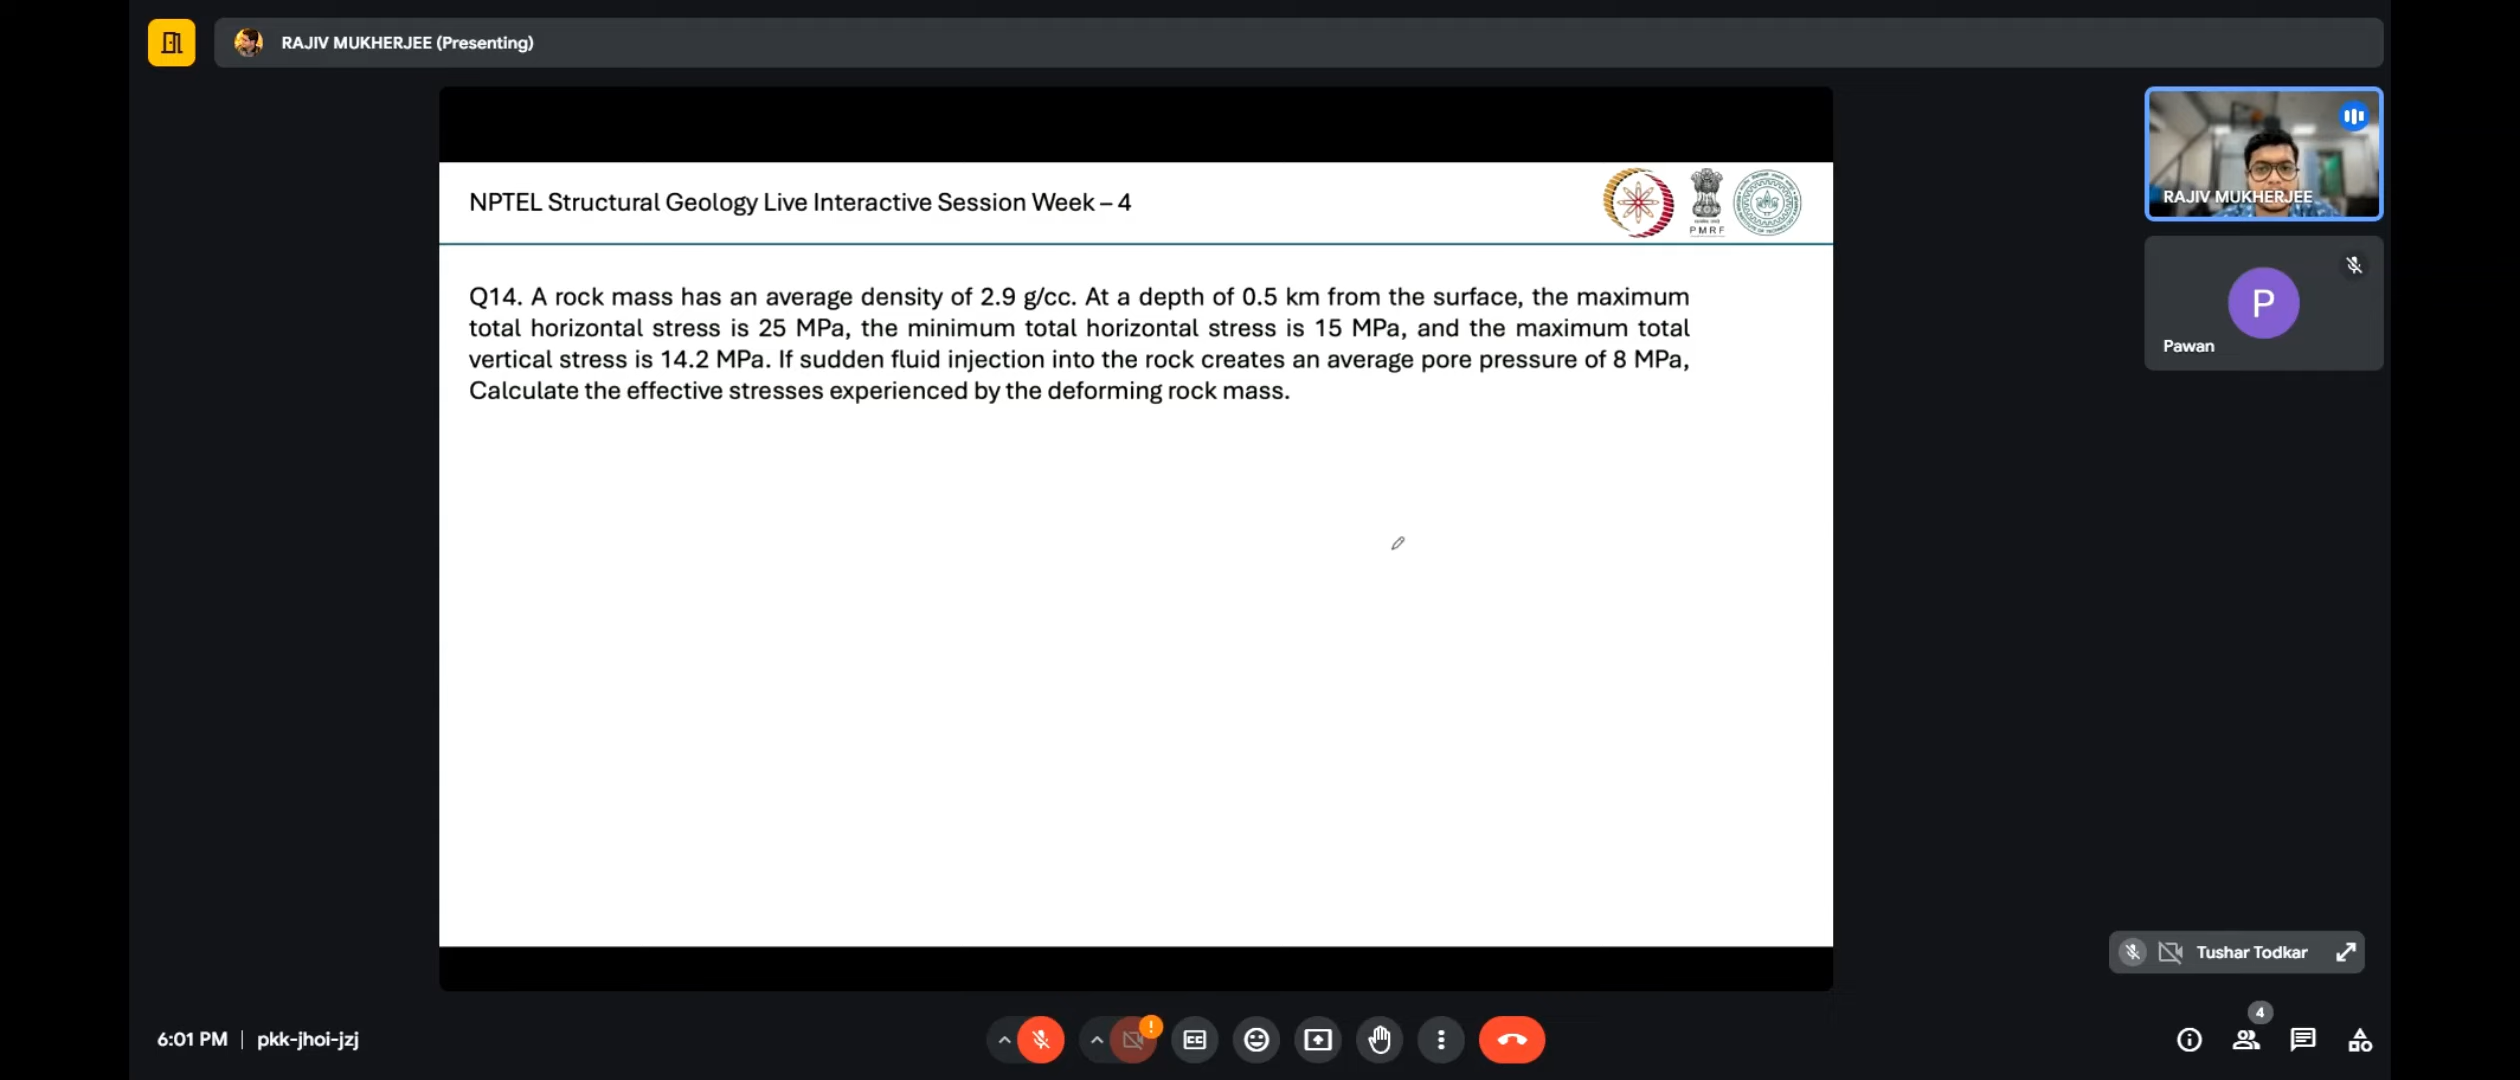 RAJIV MUKHERJEE (Presenting)
NPTEL Structural Geology Live Interactive Session Week – 4
PMRF
Q14. A rock mass has an average density of 2.9 g/cc. At a depth of 0.5 km from the surface, the maximum
total horizontal stress is 25 MPa, the minimum total horizontal stress is 15 MPa, and the maximum total
vertical stress is 14.2 MPa. If sudden fluid injection into the rock creates an average pore pressure of 8 MPa,
Calculate the effective stresses experienced by the deforming rock mass.
RAJIV MUKHERJEE
P
Pawan
Tushar Todkar
6:01 PM | pkk-jhoi-jzj
!
CC
4